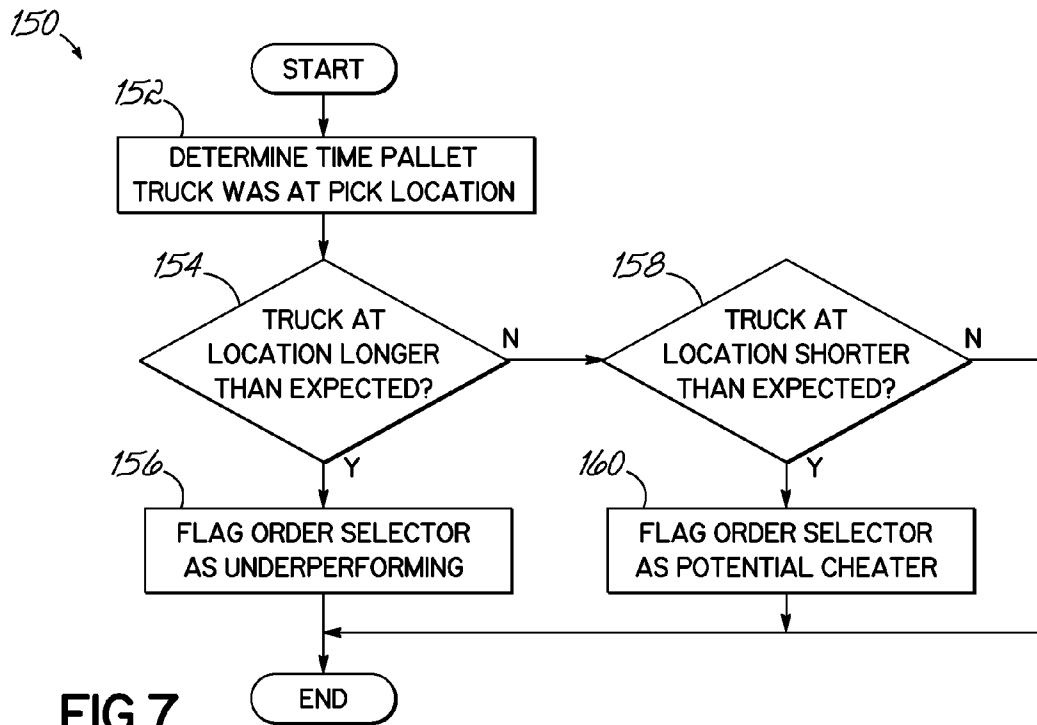 150
START
152
DETERMINE TIME PALLET
TRUCK WAS AT PICK LOCATION
154
TRUCK AT
LOCATION LONGER
THAN EXPECTED?
N
Y
158
TRUCK AT
LOCATION SHORTER
THAN EXPECTED?
N
Y
156
FLAG ORDER SELECTOR
AS UNDERPERFORMING
160
FLAG ORDER SELECTOR
AS POTENTIAL CHEATER
END
FIG. 7